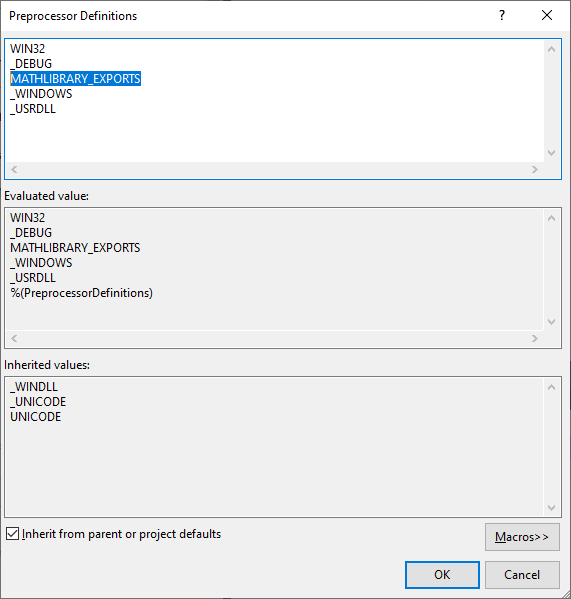 Preprocessor Definitions
?
WIN32
_DEBUG
MATHLIBRARY_EXPORTS
_WINDOWS
_USRDLL
Evaluated value:
WIN32
_DEBUG
MATHLIBRARY_EXPORTS
_WINDOWS
_USRDLL
%(PreprocessorDefinitions)
Inherited values:
_WINDLL
_UNICODE
UNICODE
Inherit from parent or project defaults
Macros>>
OK
Cancel